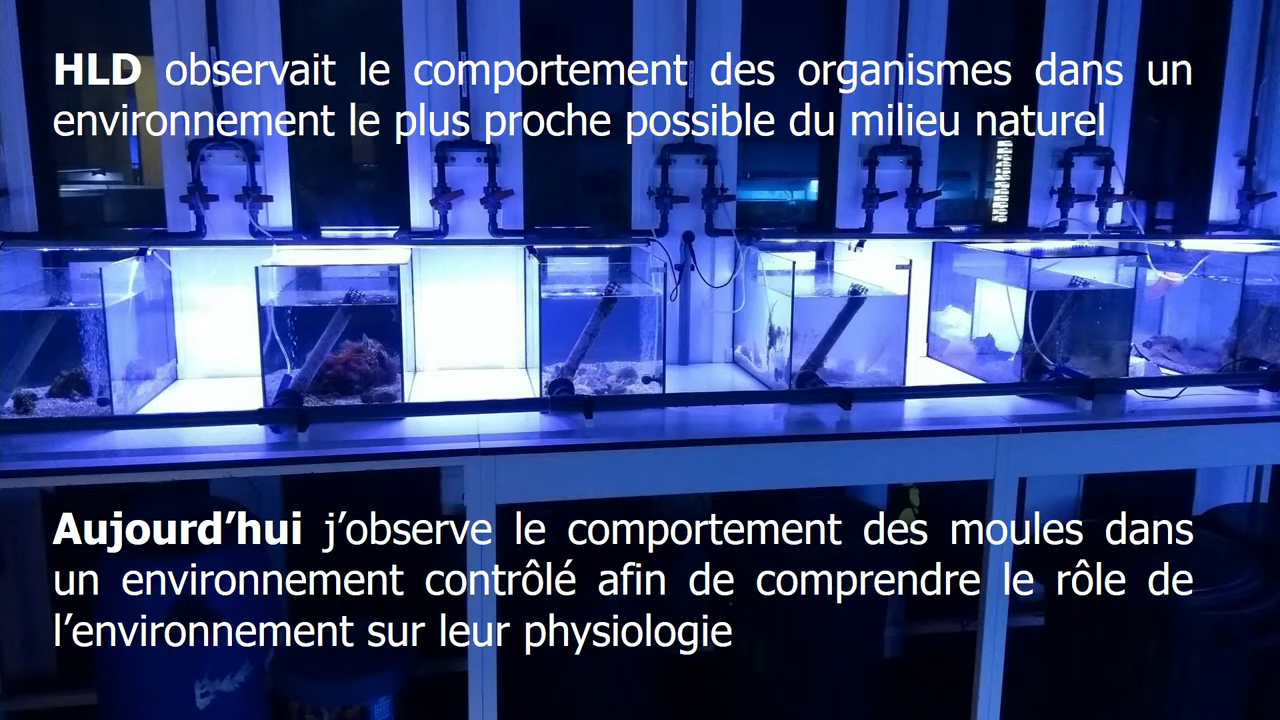 HLD observait le comportement des organismes dans un
environnement le plus proche possible du milieu naturel
Aujourd’hui j’observe le comportement des moules dans
un environnement contrôlé afin de comprendre le rôle de
l’environnement sur leur physiologie